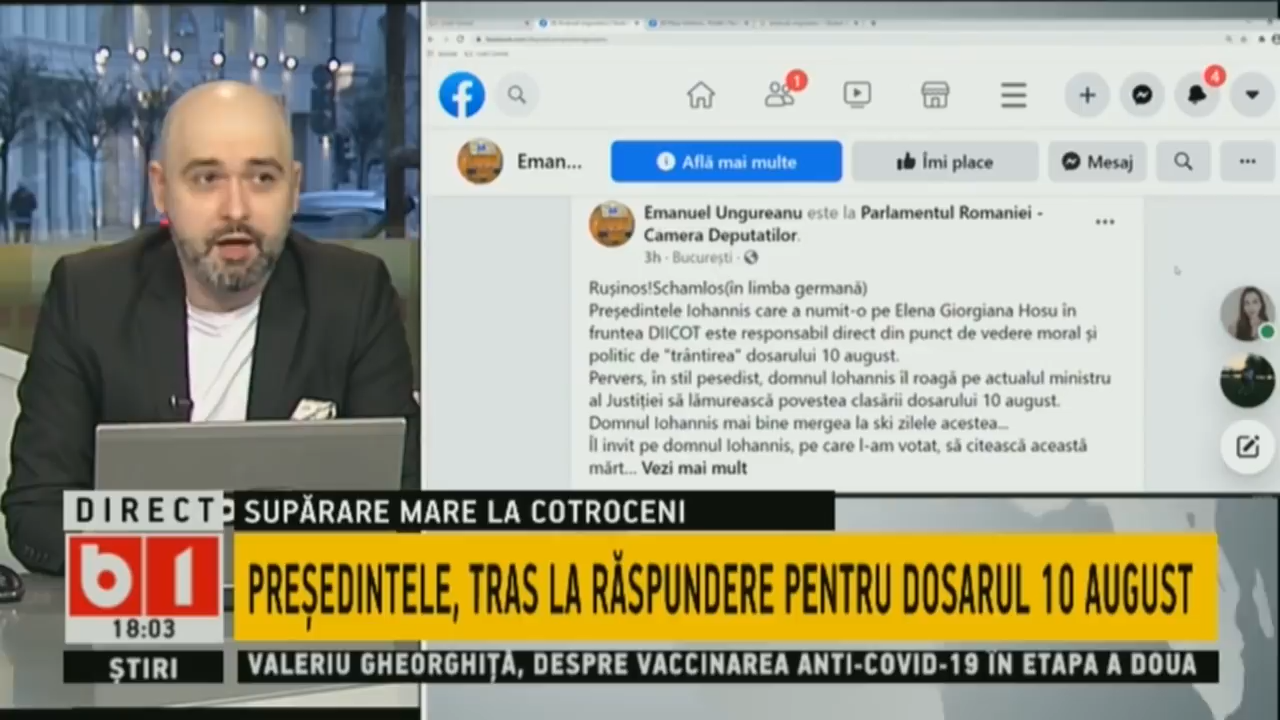 1
4
Eman...
Află mai multe
Îmi place
Mesaj
Emanuel Ungureanu este la Parlamentul Romaniei -
Camera Deputatilor.
3h · București ·
Rușinos!Schamlos(în limba germană)
Președintele Iohannis care a numit-o pe Elena Giorgiana Hosu în
fruntea DIICOT este responsabil direct din punct de vedere moral și
politic de "trântirea" dosarului 10 august.
Pervers, în stil pesedist, domnul Iohannis îl roagă pe actualul ministru
al Justiției să lămurească povestea clasării dosarului 10 august.
Domnul Iohannis mai bine mergea la ski zilele acestea...
Îl invit pe domnul Iohannis, pe care l-am votat, să citească această
mărt... Vezi mai mult
DIRECT
SUPĂRARE MARE LA COTROCENI
b1
PREȘEDINTELE, TRAS LA RĂSPUNDERE PENTRU DOSARUL 10 AUGUST
18:03
ȘTIRI
VALERIU GHEORGHIȚĂ, DESPRE VACCINAREA ANTI-COVID-19 ÎN ETAPA A DOUA